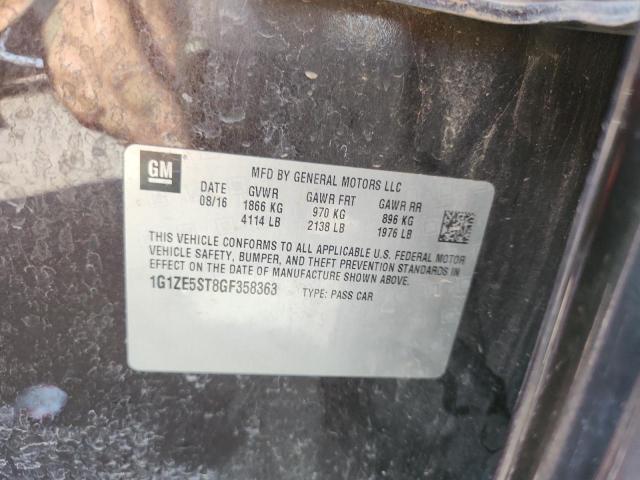 GM
MFD BY GENERAL MOTORS LLC
DATE GVWR GAWR FRT GAWR RR
08/16 1866 KG 970 KG 896 KG
4114 LB 2138 LB 1976 LB
THIS VEHICLE CONFORMS TO ALL APPLICABLE U.S. FEDERAL MOTOR
VEHICLE SAFETY, BUMPER, AND THEFT PREVENTION STANDARDS IN
EFFECT ON THE DATE OF MANUFACTURE SHOWN ABOVE.
1G1ZE5ST8GF358363 TYPE: PASS CAR